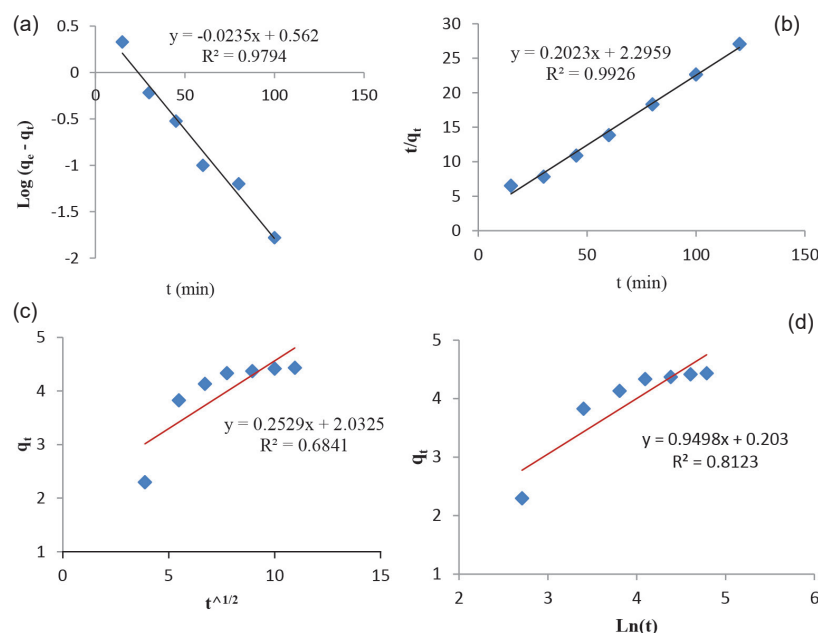 (a)
0.5
0
-0.5
-1
-1.5
-2
0
50
100
150
y = -0.0235x + 0.562
R² = 0.9794
Log (qe - qt)
t (min)
(b)
30
25
20
15
10
5
0
0
50
100
150
y = 0.2023x + 2.2959
R² = 0.9926
t/qt
t (min)
(c)
5
4
3
2
1
0
5
10
15
y = 0.2529x + 2.0325
R² = 0.6841
qt
t^1/2
(d)
5
4
3
2
1
2
3
4
5
6
y = 0.9498x + 0.203
R² = 0.8123
qt
Ln(t)